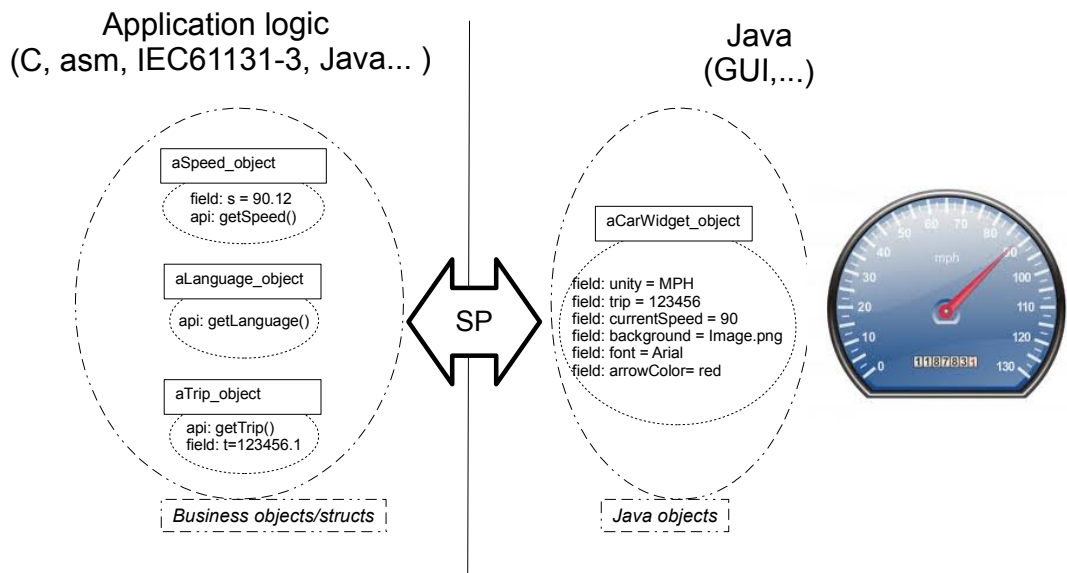 Application logic
(C, asm, IEC61131-3, Java... )
aSpeed_object
field: s = 90.12
api: getSpeed()
aLanguage_object
api: getLanguage()
aTrip_object
api: getTrip()
field: t=123456.1
Business objects/structs
SP
Java
(GUI,...)
aCarWidget_object
field: unity = MPH
field: trip = 123456
field: currentSpeed = 90
field: background = Image.png
field: font = Arial
field: arrowColor= red
Java objects
0
10
20
30
40
50
60
70
80
90
100
110
120
130
mph
1187831